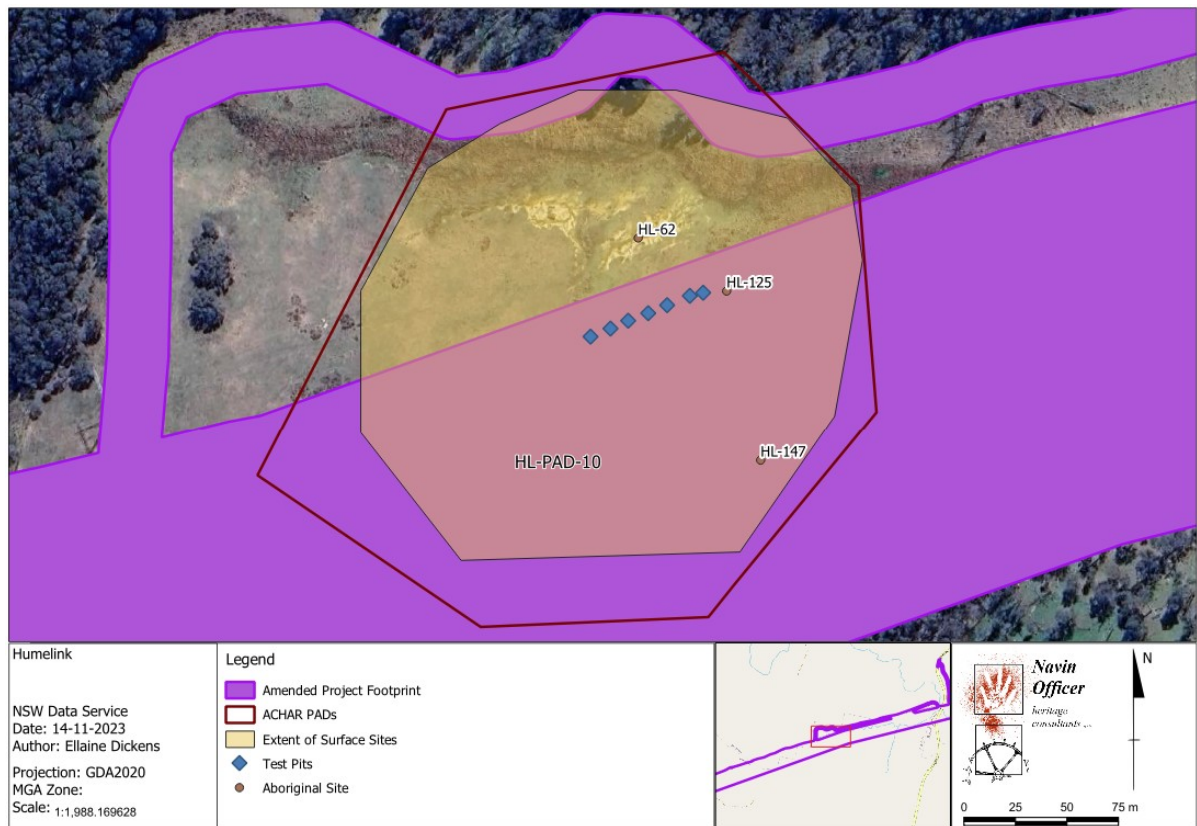 HL-62
HL-125
HL-147
HL-PAD-10
Humelink
NSW Data Service
Date: 14-11-2023
Author: Ellaine Dickens
Projection: GDA2020
MGA Zone:
Scale: 1:1,988.169628
Legend
Amended Project Footprint
ACHAR PADs
Extent of Surface Sites
Test Pits
Aboriginal Site
Navin
Officer
heritage
consultants
N
0 25 50 75 m